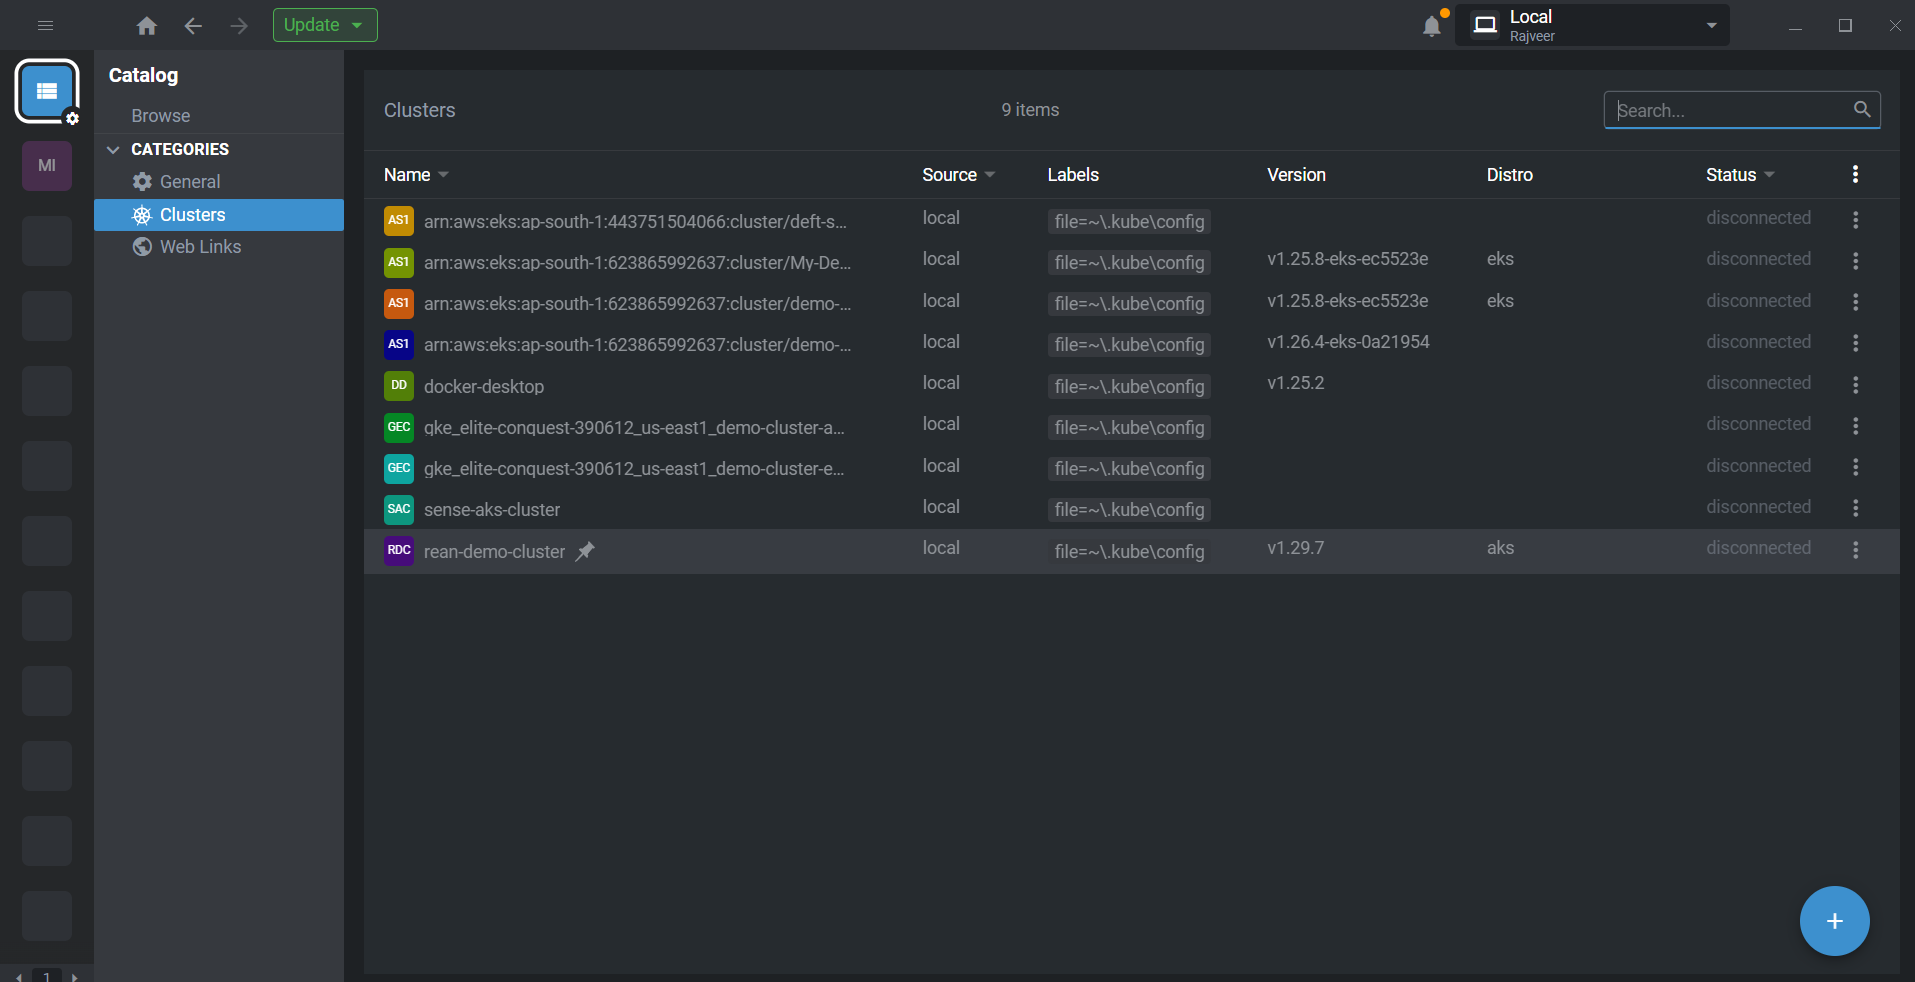 Update
Local
Rajveer
Catalog
Browse
CATEGORIES
General
Clusters
Web Links
MI
1
Clusters
9 items
Search...
Name Source Labels Version Distro Status
AS1 arn:aws:eks:ap-south-1:443751504066:cluster/deft-s... local file=~\.kube\config disconnected
AS1 arn:aws:eks:ap-south-1:623865992637:cluster/My-De... local file=~\.kube\config v1.25.8-eks-ec5523e eks disconnected
AS1 arn:aws:eks:ap-south-1:623865992637:cluster/demo-... local file=~\.kube\config v1.25.8-eks-ec5523e eks disconnected
AS1 arn:aws:eks:ap-south-1:623865992637:cluster/demo-... local file=~\.kube\config v1.26.4-eks-0a21954 disconnected
DD docker-desktop local file=~\.kube\config v1.25.2 disconnected
GEC gke_elite-conquest-390612_us-east1_demo-cluster-a... local file=~\.kube\config disconnected
GEC gke_elite-conquest-390612_us-east1_demo-cluster-e... local file=~\.kube\config disconnected
SAC sense-aks-cluster local file=~\.kube\config disconnected
RDC rean-demo-cluster local file=~\.kube\config v1.29.7 aks disconnected